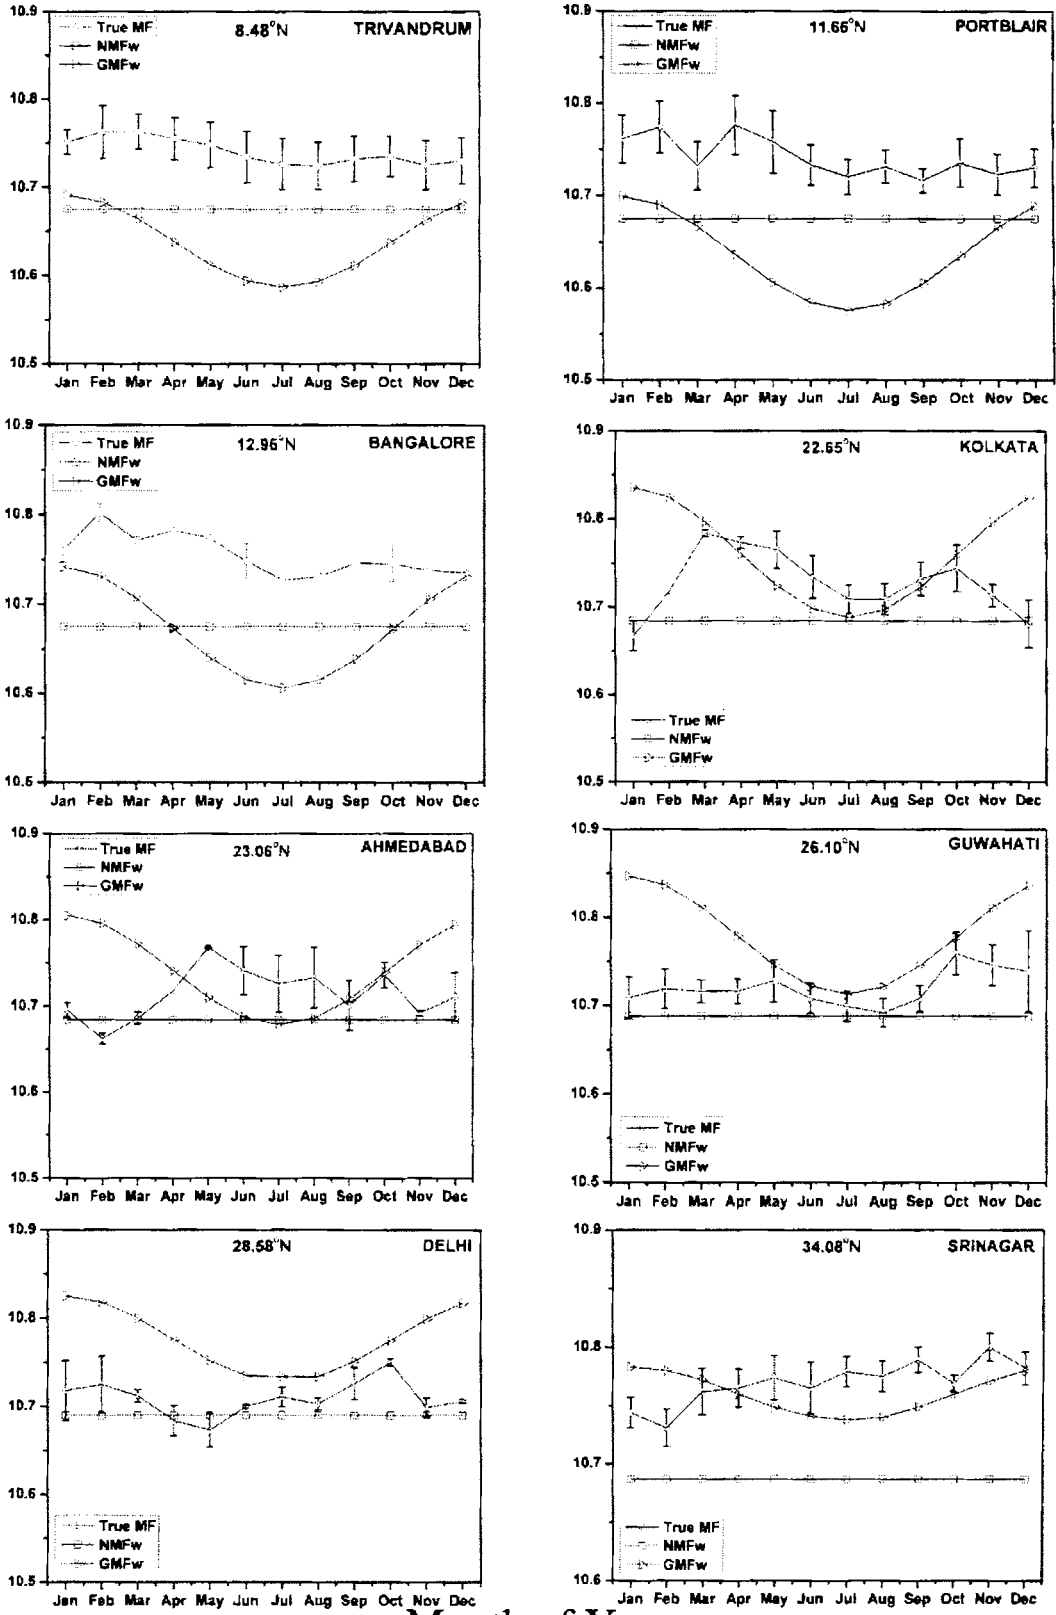 10.9
True MF
NMFw
GMFw
8.48°N
TRIVANDRUM
10.8
10.7
10.6
10.5
Jan Feb Mar Apr May Jun Jul Aug Sep Oct Nov Dec
10.9
True MF
NMFw
GMFw
11.66°N
PORTBLAIR
10.8
10.7
10.6
10.5
Jan Feb Mar Apr May Jun Jul Aug Sep Oct Nov Dec
10.9
True MF
NMFw
GMFw
12.96°N
BANGALORE
10.8
10.7
10.6
10.5
Jan Feb Mar Apr May Jun Jul Aug Sep Oct Nov Dec
10.9
22.65°N
KOLKATA
10.8
10.7
10.6
True MF
NMFw
GMFw
10.5
Jan Feb Mar Apr May Jun Jul Aug Sep Oct Nov Dec
10.9
True MF
NMFw
GMFw
23.06°N
AHMEDABAD
10.8
10.7
10.6
10.5
Jan Feb Mar Apr May Jun Jul Aug Sep Oct Nov Dec
10.9
26.10°N
GUWAHATI
10.8
10.7
10.6
True MF
NMFw
GMFw
10.5
Jan Feb Mar Apr May Jun Jul Aug Sep Oct Nov Dec
10.9
28.58°N
DELHI
10.8
10.7
10.6
True MF
NMFw
GMFw
10.5
Jan Feb Mar Apr May Jun Jul Aug Sep Oct Nov Dec
10.9
34.08°N
SRINAGAR
10.8
10.7
True MF
NMFw
GMFw
10.6
Jan Feb Mar Apr May Jun Jul Aug Sep Oct Nov Dec